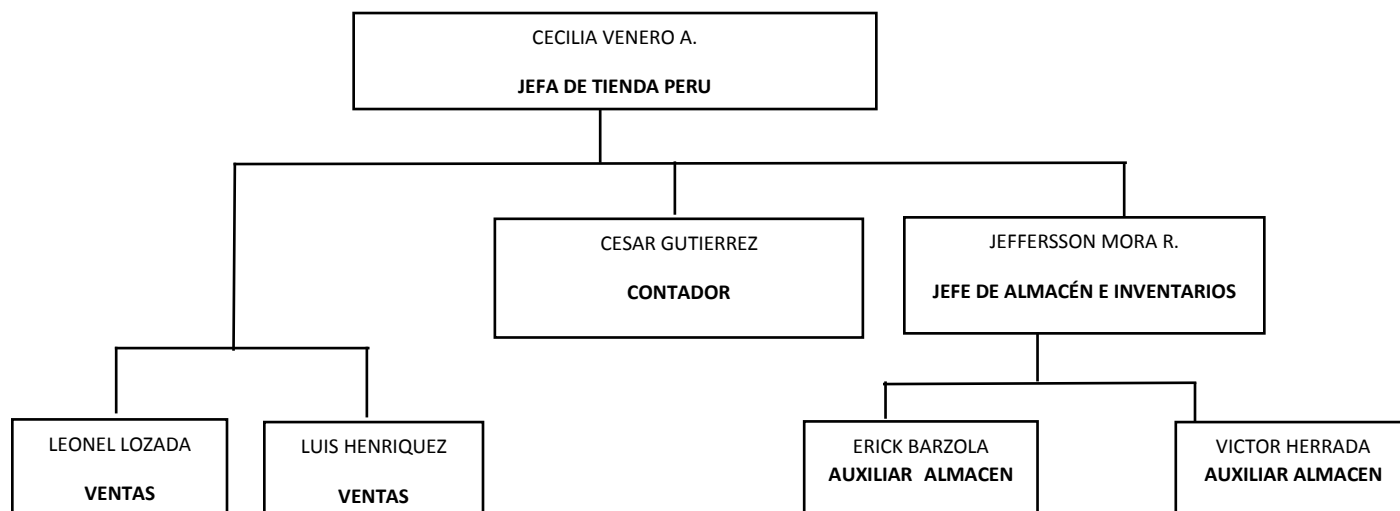 CECILIA VENERO A.
JEFA DE TIENDA PERU
CESAR GUTIERREZ
CONTADOR
JEFFERSSON MORA R.
JEFE DE ALMACÉN E INVENTARIOS
LEONEL LOZADA
VENTAS
LUIS HENRIQUEZ
VENTAS
ERICK BARZOLA
AUXILIAR ALMACEN
VICTOR HERRADA
AUXILIAR ALMACEN